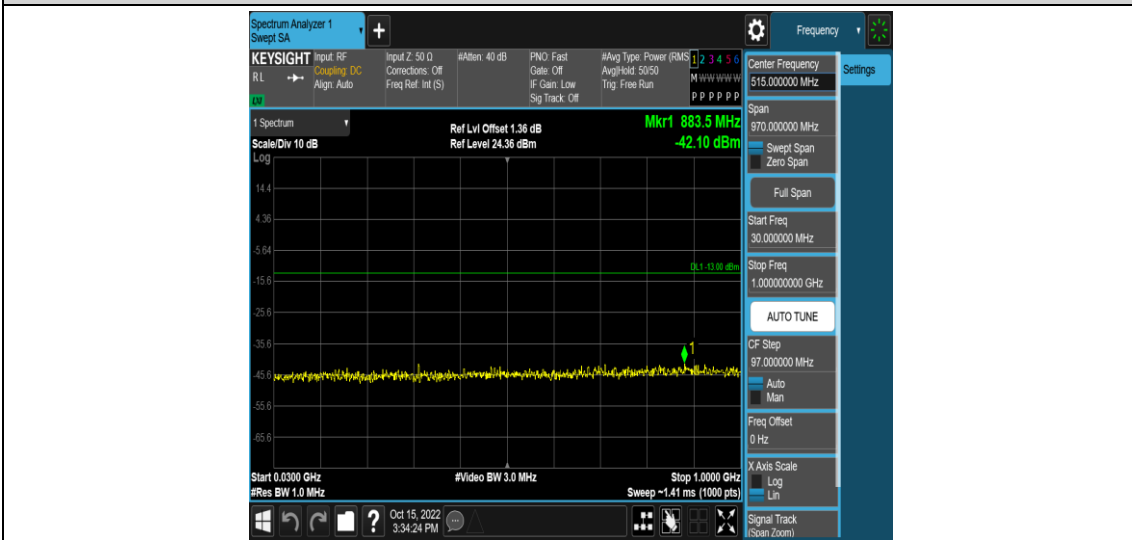 Spectrum Analyzer 1
Swept SA
+
Frequency
KEYSIGHT
RL
LXI
Input: RF
Coupling: DC
Align: Auto
Input Z: 50 Ω
Corrections: Off
Freq Ref: Int (S)
#Atten: 40 dB
PNO: Fast
Gate: Off
IF Gain: Low
Sig Track: Off
#Avg Type: Power (RMS
Avg|Hold: 50/50
Trig: Free Run
1 2 3 4 5 6
M W W W W W
P P P P P P
Settings
1 Spectrum
Scale/Div 10 dB
Log
Ref Lvl Offset 1.36 dB
Ref Level 24.36 dBm
Mkr1 883.5 MHz
-42.10 dBm
14.4
4.36
-5.64
-15.6
-25.6
-35.6
-45.6
-55.6
-65.6
DL1 -13.00 dBm
1
Start 0.0300 GHz
#Res BW 1.0 MHz
#Video BW 3.0 MHz
Stop 1.0000 GHz
Sweep ~1.41 ms (1000 pts)
Center Frequency
515.000000 MHz
Span
970.000000 MHz
Swept Span
Zero Span
Full Span
Start Freq
30.000000 MHz
Stop Freq
1.000000000 GHz
AUTO TUNE
CF Step
97.000000 MHz
Auto
Man
Freq Offset
0 Hz
X Axis Scale
Log
Lin
Signal Track
(Span Zoom)
?
Oct 15, 2022
3:34:24 PM